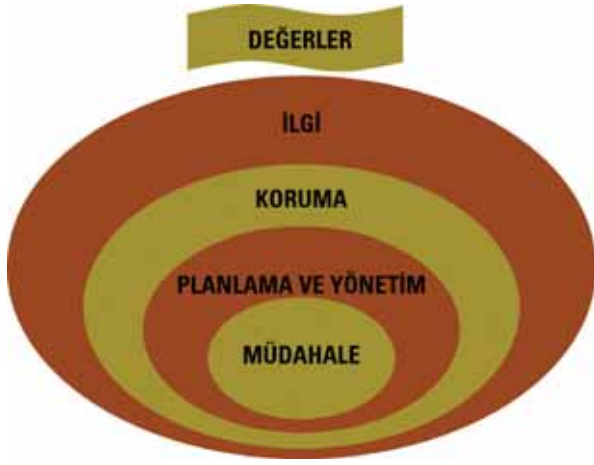 DEĞERLER
İLGİ
KORUMA
PLANLAMA VE YÖNETİM
MÜDAHALE